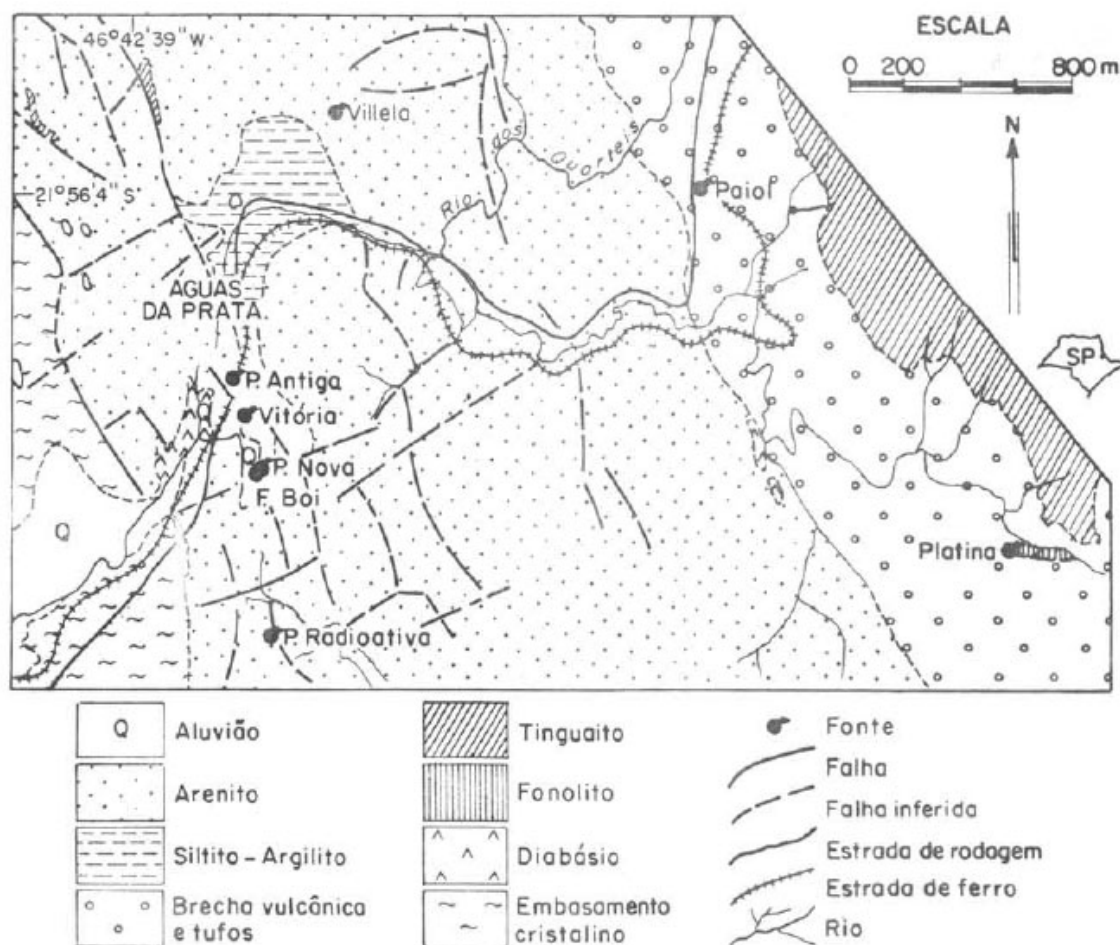 46° 42' 39" W
ESCALA
0 200 800 m
Villela
N
21° 56' 4" S
Rio dos Quarteis
Paiol
Q
ÁGUAS
DA PRATA
SP
P. Antiga
Q
Vitória
Q
P. Nova
F. Boi
Q
Platina
P. Radioativa
Q Aluvião
Tinguaito
Fonte
Arenito
Fonolito
Falha
Falha inferida
Siltito - Argilito
Diabásio
Estrada de rodagem
Brecha vulcânica
e tufos
Embasamento
cristalino
Estrada de ferro
Rio